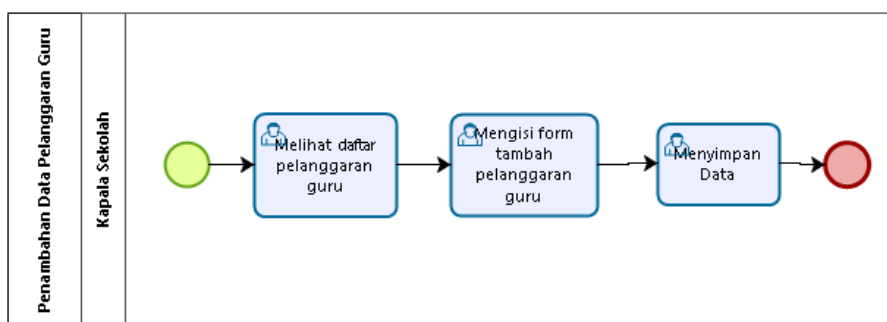 Penambahan Data Pelanggaran Guru
Kapala Sekolah
Melihat daftar
pelanggaran
guru
Mengisi form
tambah
pelanggaran
guru
Menyimpan
Data